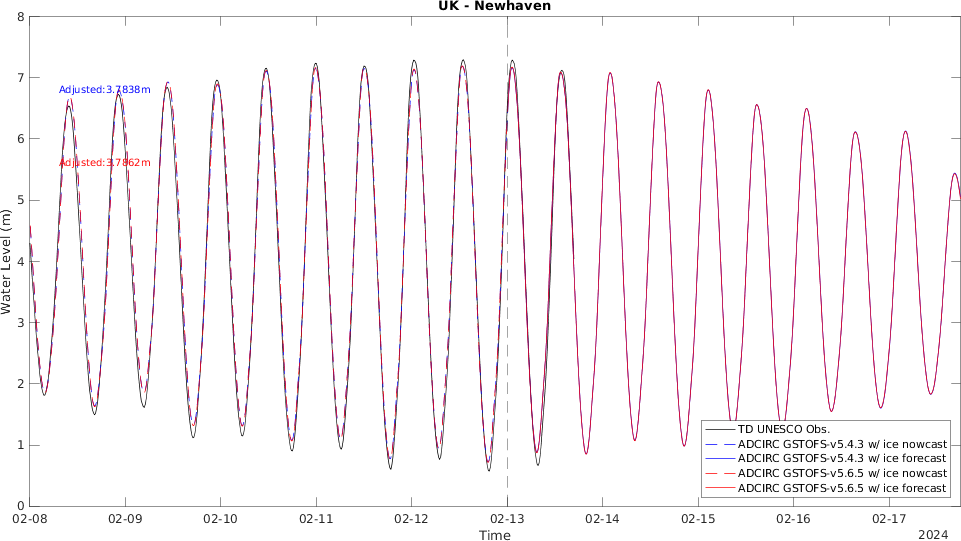 UK - Newhaven
8
7
6
5
4
3
2
1
0
Water Level (m)
Adjusted:3.7838m
Adjusted:3.7862m
TD UNESCO Obs.
ADCIRC GSTOFS-v5.4.3 w/ ice nowcast
ADCIRC GSTOFS-v5.4.3 w/ ice forecast
ADCIRC GSTOFS-v5.6.5 w/ ice nowcast
ADCIRC GSTOFS-v5.6.5 w/ ice forecast
02-08 02-09 02-10 02-11 02-12 02-13 02-14 02-15 02-16 02-17
Time
2024